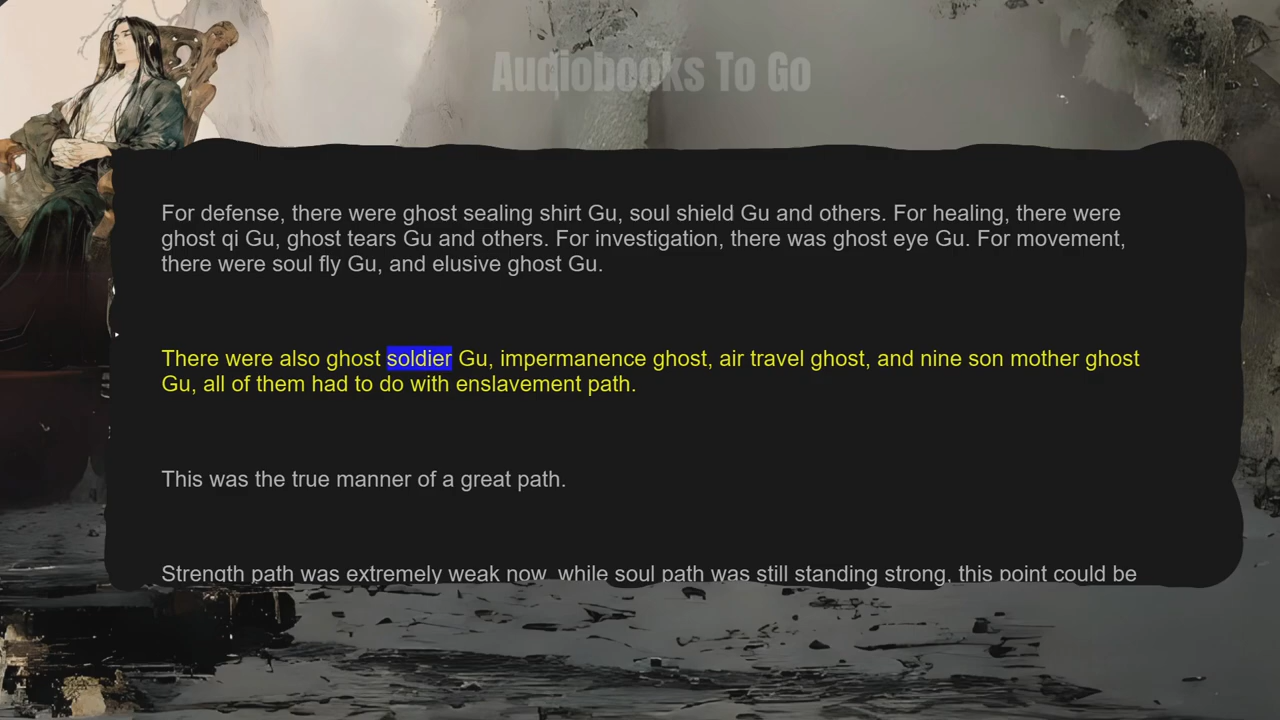 Audiobooks To Go
For defense, there were ghost sealing shirt Gu, soul shield Gu and others. For healing, there were
ghost qi Gu, ghost tears Gu and others. For investigation, there was ghost eye Gu. For movement,
there were soul fly Gu, and elusive ghost Gu.
There were also ghost soldier Gu, impermanence ghost, air travel ghost, and nine son mother ghost
Gu, all of them had to do with enslavement path.
This was the true manner of a great path.
Strength path was extremely weak now, while soul path was still standing strong, this point could be